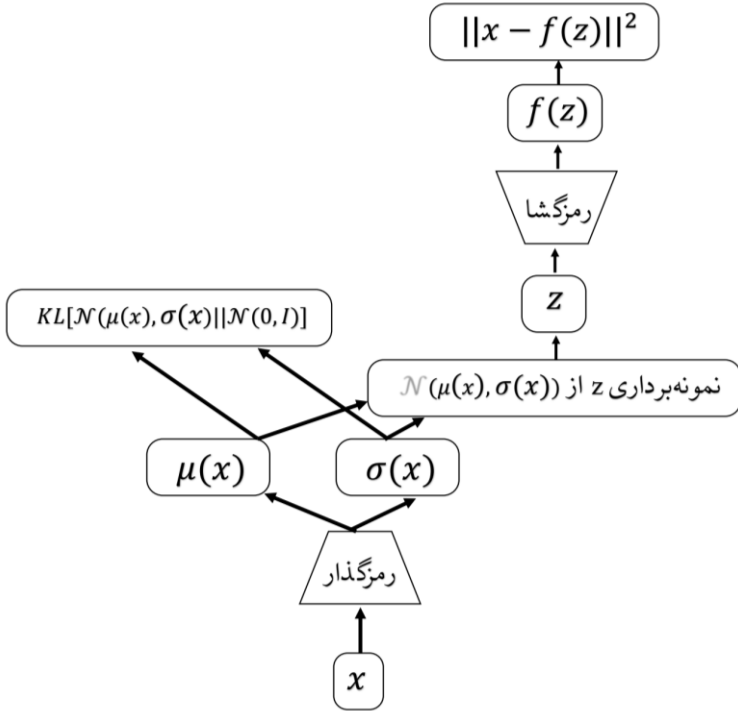 ||x − f(z)||²
f(z)
رمزگشا
z
KL[𝒩(μ(x), σ(x)||𝒩(0, I)]
نمونه‌برداری z از 𝒩(μ(x), σ(x))
μ(x)
σ(x)
رمزگذار
x